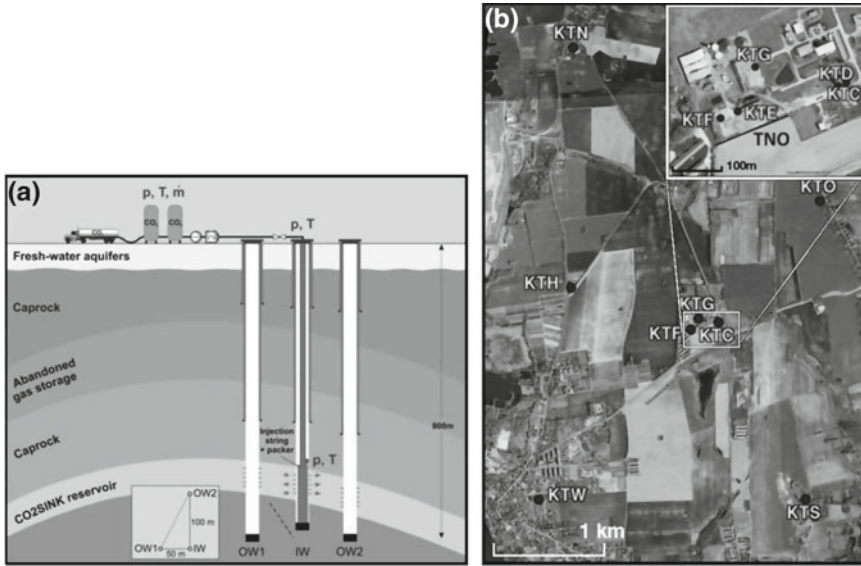 (a)
p, T, ṁ
p, T
CO₂
CO₂
CO₂
Fresh-water aquifers
Caprock
Abandoned
gas storage
Caprock
800m
Injection
string
+ packer
p, T
CO2SINK reservoir
OW2
100 m
OW1
IW
50 m
OW1
IW
OW2
(b)
KTN
KTG
KTD
KTC
KTE
KTF
TNO
100m
KTO
KTH
KTG
KTF
KTC
KTW
KTS
1 km